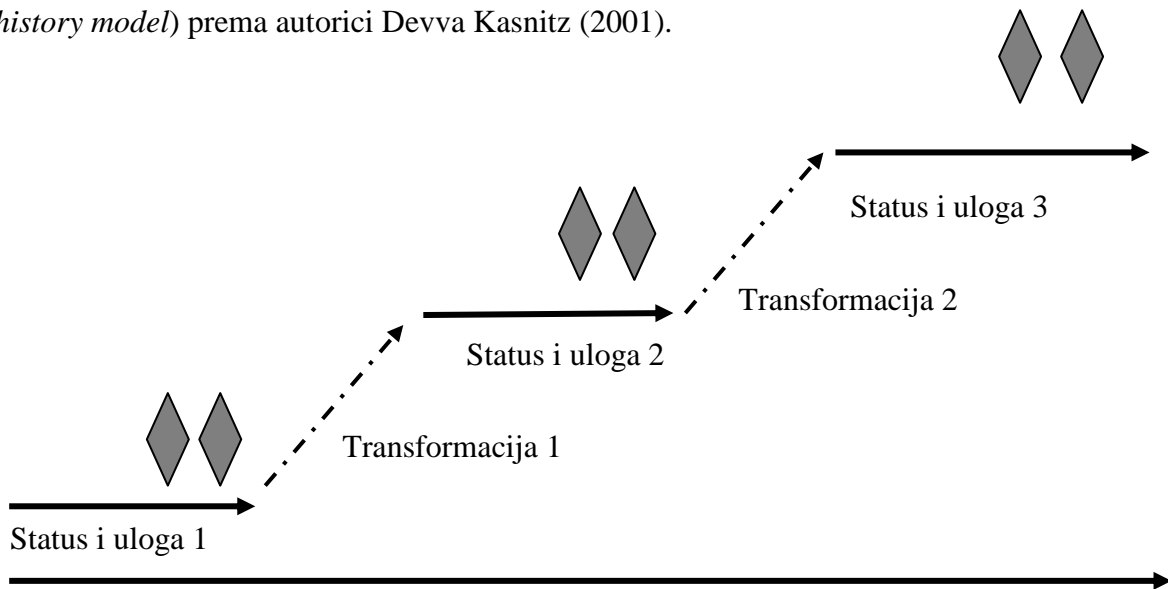 history model) prema autorici Devva Kasnitz (2001).
Status i uloga 3
Transformacija 2
Status i uloga 2
Transformacija 1
Status i uloga 1